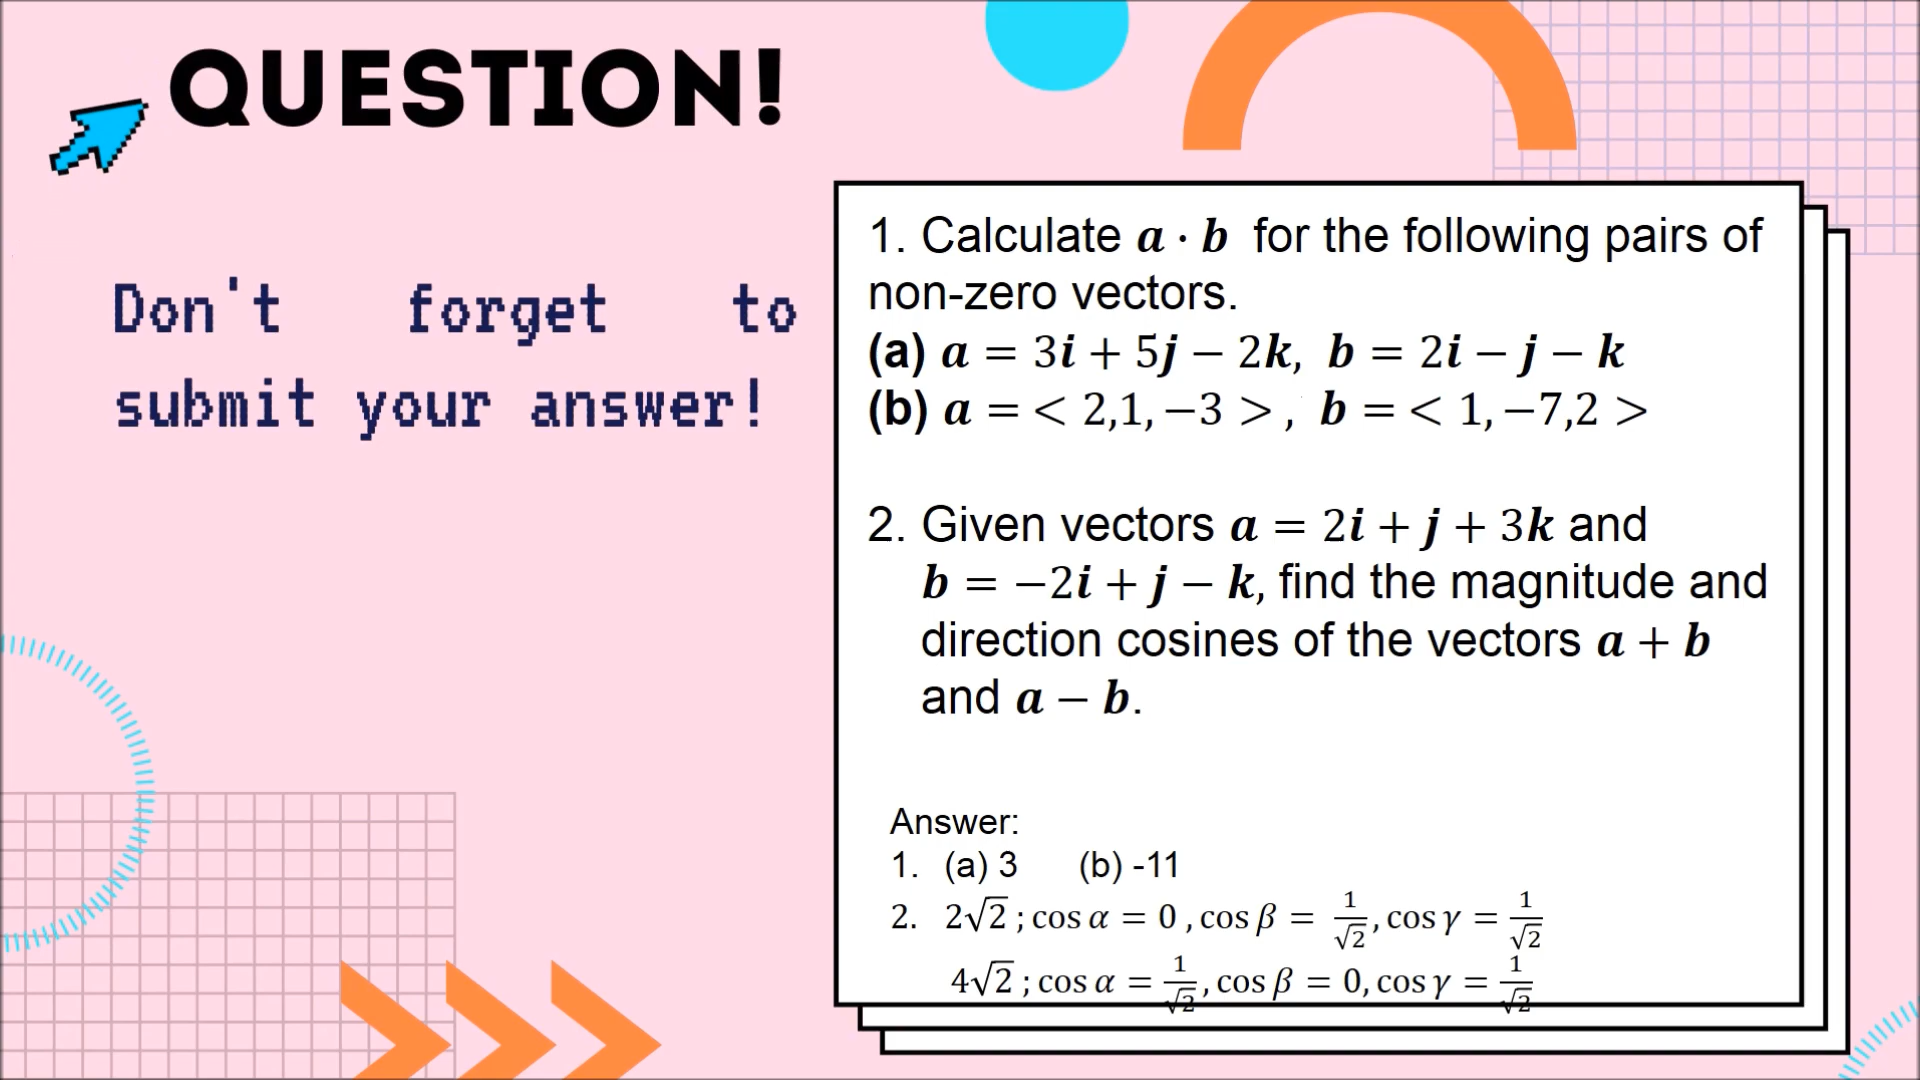 QUESTION!
Don't forget to
submit your answer!
1. Calculate a · b for the following pairs of
non-zero vectors.
(a) a = 3i + 5j − 2k, b = 2i − j − k
(b) a = < 2,1, −3 > , b = < 1, −7,2 >
2. Given vectors a = 2i + j + 3k and
b = −2i + j − k, find the magnitude and
direction cosines of the vectors a + b
and a − b.
Answer:
1. (a) 3 (b) -11
2. 2√2 ; cos α = 0 , cos β = 1/√2 , cos γ = 1/√2
4√2 ; cos α = 1/√2 , cos β = 0, cos γ = 1/√2